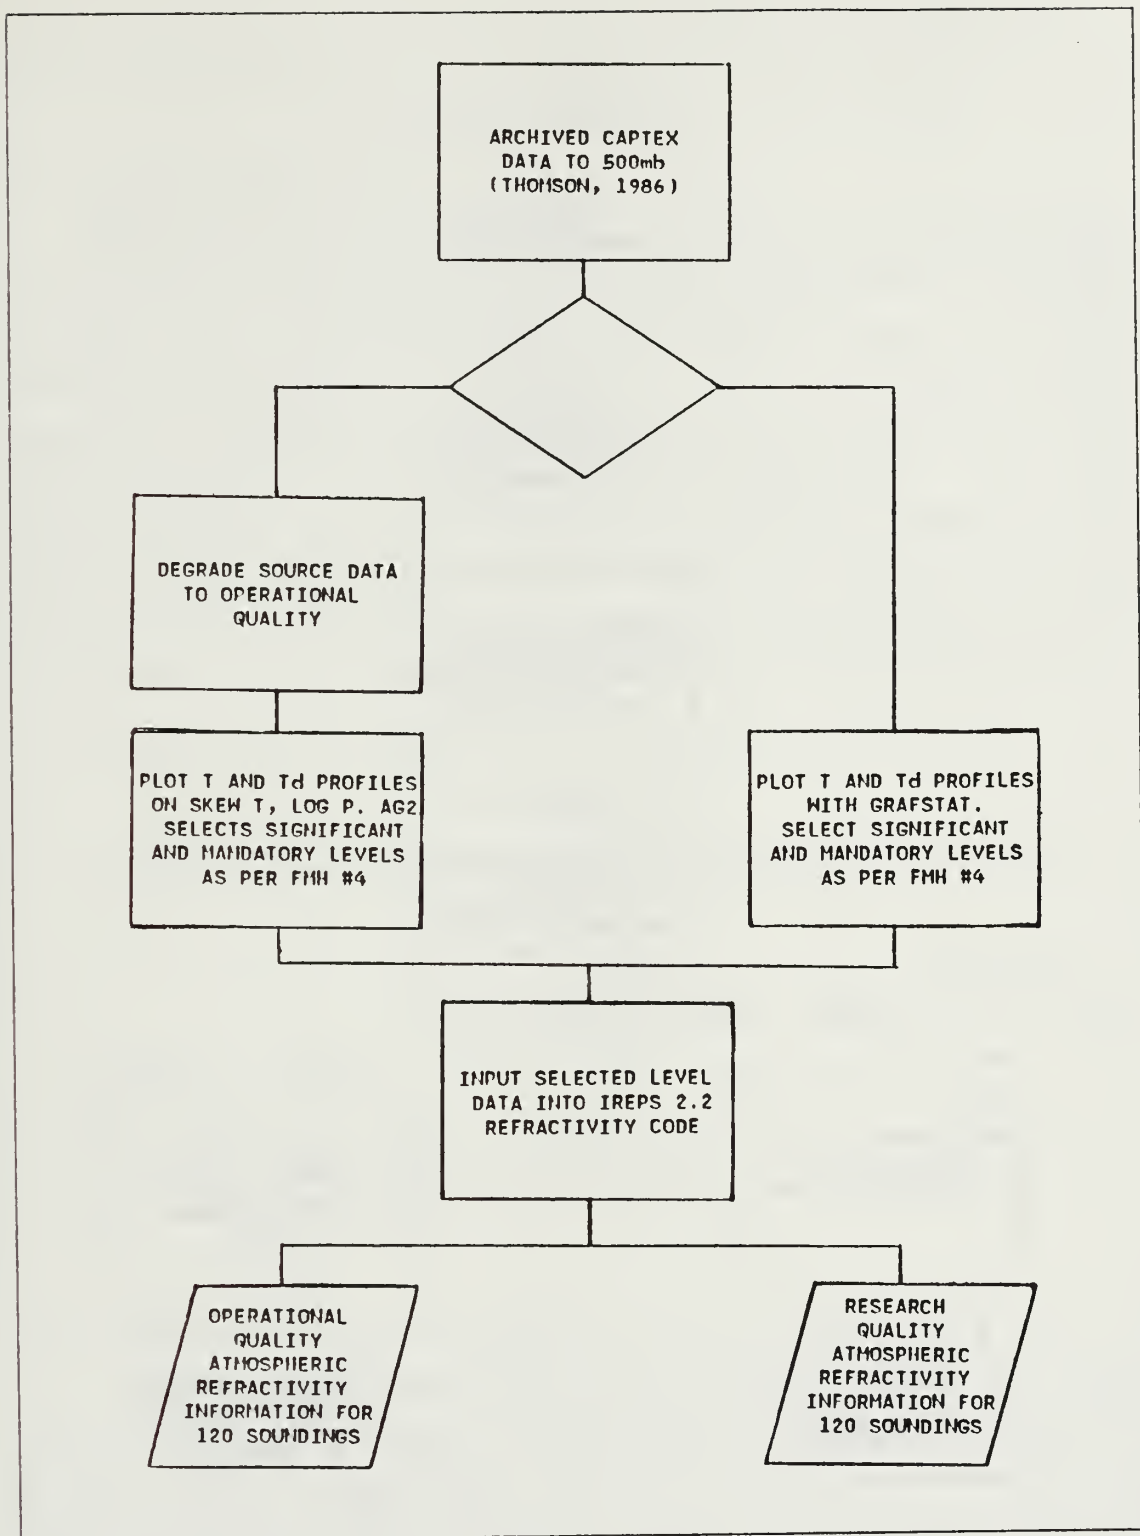 ARCHIVED CAPTEX
DATA TO 500mb
(THOMSON, 1986)
DEGRADE SOURCE DATA
TO OPERATIONAL
QUALITY
PLOT T AND Td PROFILES
ON SKEW T, LOG P. AG2
SELECTS SIGNIFICANT
AND MANDATORY LEVELS
AS PER FMH #4
PLOT T AND Td PROFILES
WITH GRAFSTAT.
SELECT SIGNIFICANT
AND MANDATORY LEVELS
AS PER FMH #4
INPUT SELECTED LEVEL
DATA INTO IREPS 2.2
REFRACTIVITY CODE
OPERATIONAL
QUALITY
ATMOSPHERIC
REFRACTIVITY
INFORMATION FOR
120 SOUNDINGS
RESEARCH
QUALITY
ATMOSPHERIC
REFRACTIVITY
INFORMATION FOR
120 SOUNDINGS